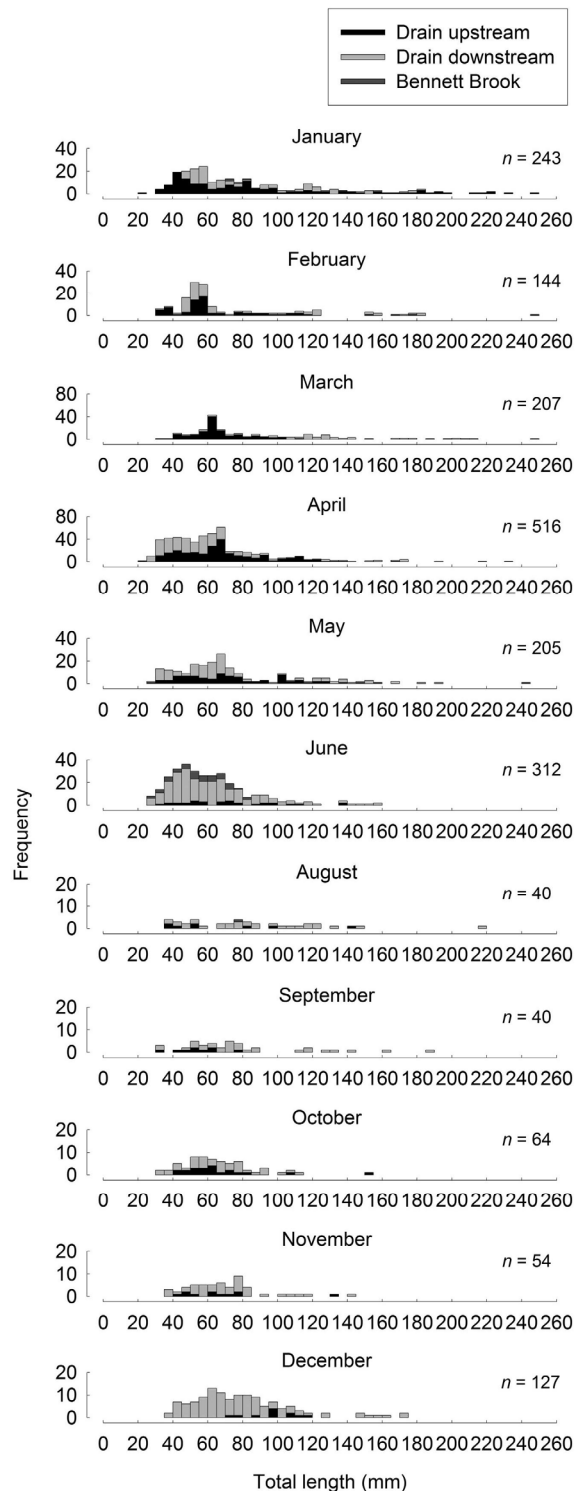 Drain upstream
Drain downstream
Bennett Brook
January
n = 243
40
20
0
0 20 40 60 80 100 120 140 160 180 200 220 240 260
February
n = 144
40
20
0
0 20 40 60 80 100 120 140 160 180 200 220 240 260
March
n = 207
80
40
0
0 20 40 60 80 100 120 140 160 180 200 220 240 260
April
n = 516
80
40
0
0 20 40 60 80 100 120 140 160 180 200 220 240 260
May
n = 205
40
20
0
0 20 40 60 80 100 120 140 160 180 200 220 240 260
June
n = 312
40
20
0
0 20 40 60 80 100 120 140 160 180 200 220 240 260
Frequency
August
n = 40
20
10
0
0 20 40 60 80 100 120 140 160 180 200 220 240 260
September
n = 40
20
10
0
0 20 40 60 80 100 120 140 160 180 200 220 240 260
October
n = 64
20
10
0
0 20 40 60 80 100 120 140 160 180 200 220 240 260
November
n = 54
20
10
0
0 20 40 60 80 100 120 140 160 180 200 220 240 260
December
n = 127
20
10
0
0 20 40 60 80 100 120 140 160 180 200 220 240 260
Total length (mm)